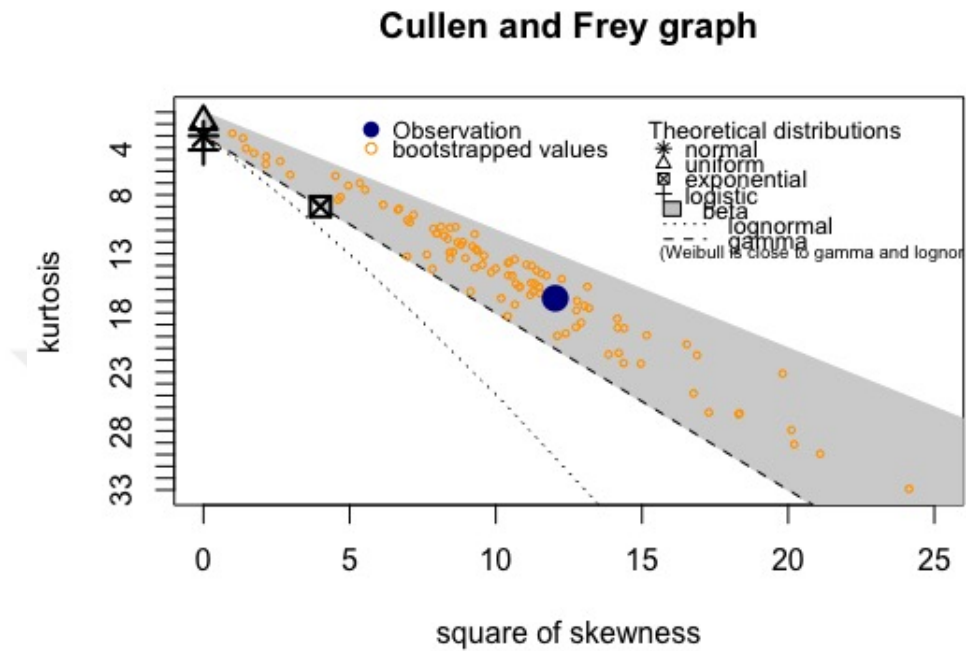 Cullen and Frey graph
Observation
bootstrapped values
Theoretical distributions
normal
uniform
exponential
logistic
beta
lognormal
gamma
(Weibull is close to gamma and lognor
kurtosis
4
8
13
18
23
28
33
0 5 10 15 20 25
square of skewness